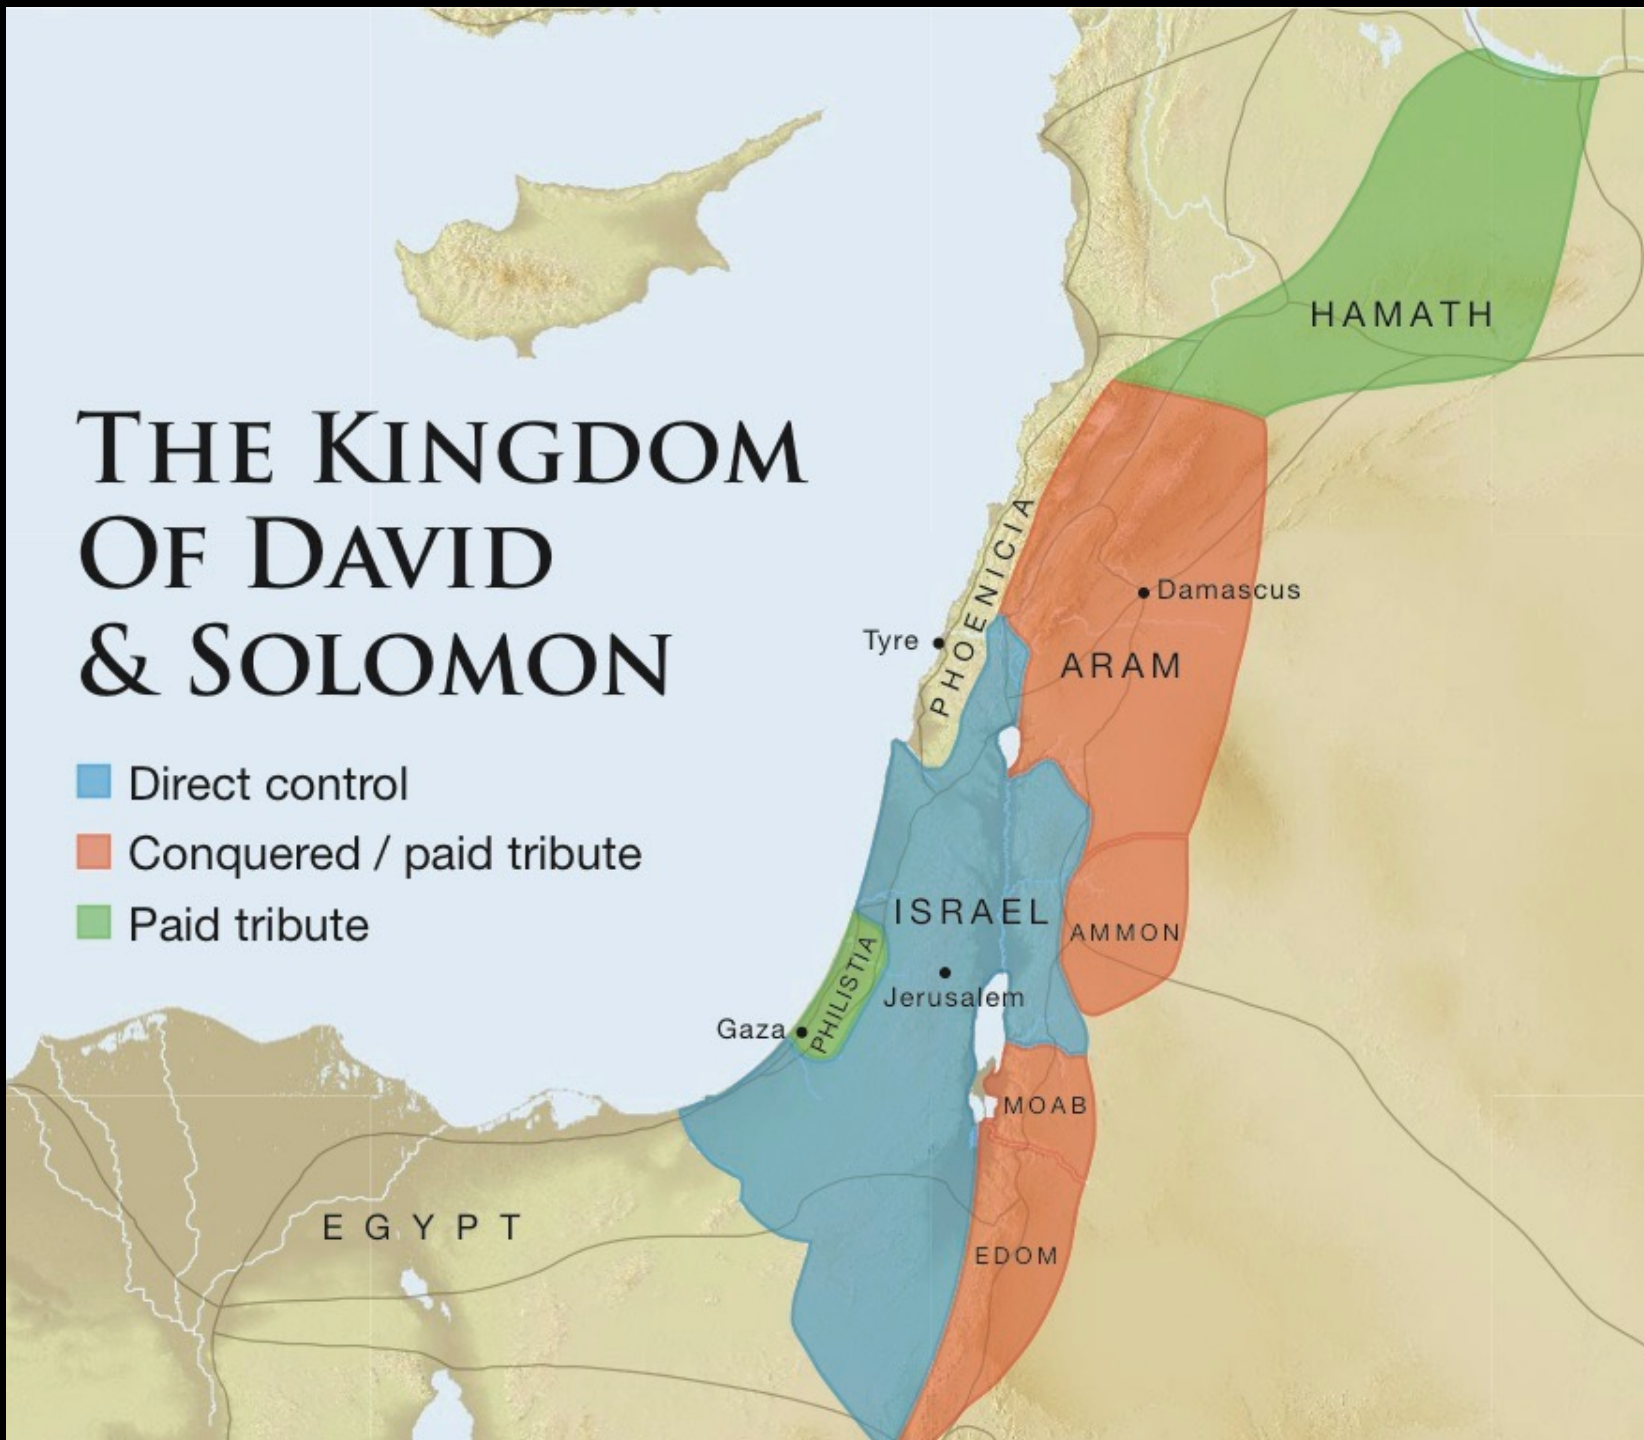 THE KINGDOM
OF DAVID
& SOLOMON
Direct control
Conquered / paid tribute
Paid tribute
HAMATH
PHOENICIA
Damascus
Tyre
ARAM
ISRAEL
AMMON
PHILISTIA
Jerusalem
Gaza
MOAB
EGYPT
EDOM